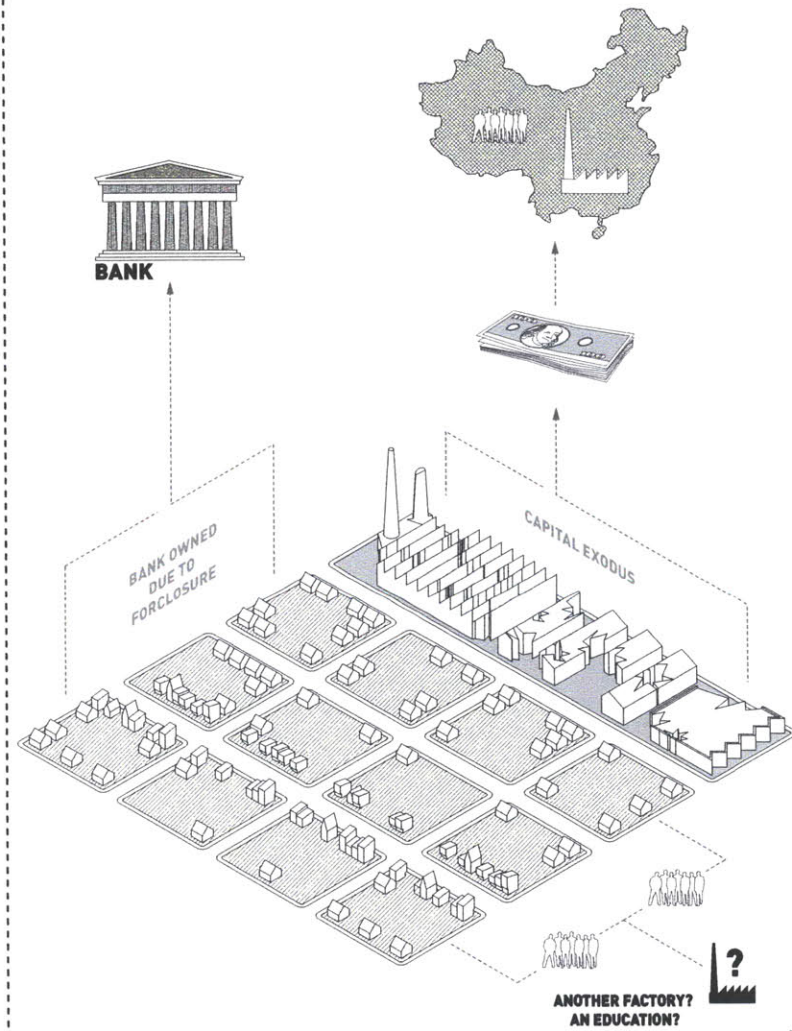 BANK
BANK OWNED
DUE TO
FORCLOSURE
CAPITAL EXODUS
?
ANOTHER FACTORY?
AN EDUCATION?